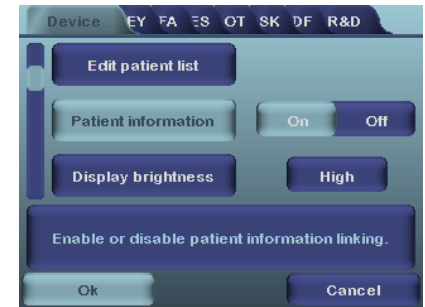 Device EY FA ES OT SK DF R&D
Edit patient list
Patient information On Off
Display brightness High
Enable or disable patient information linking.
Ok Cancel